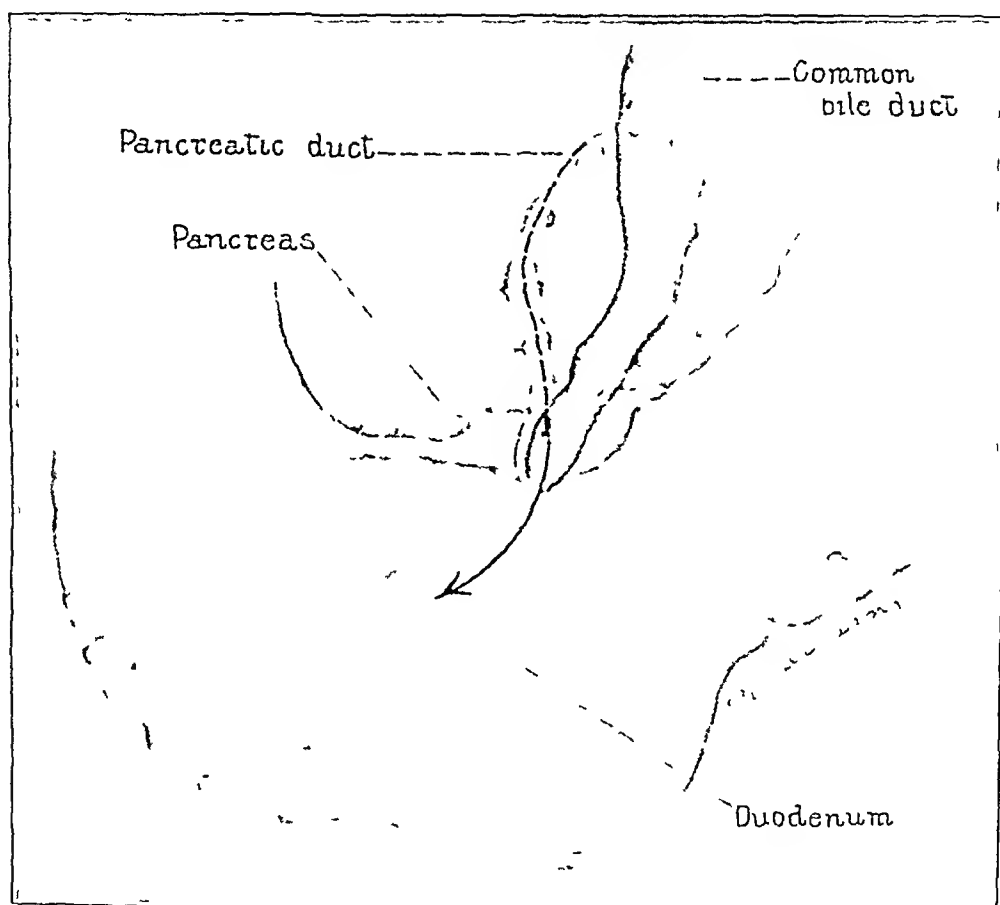 Common
bile duct
Pancreatic duct
Pancreas
Duodenum